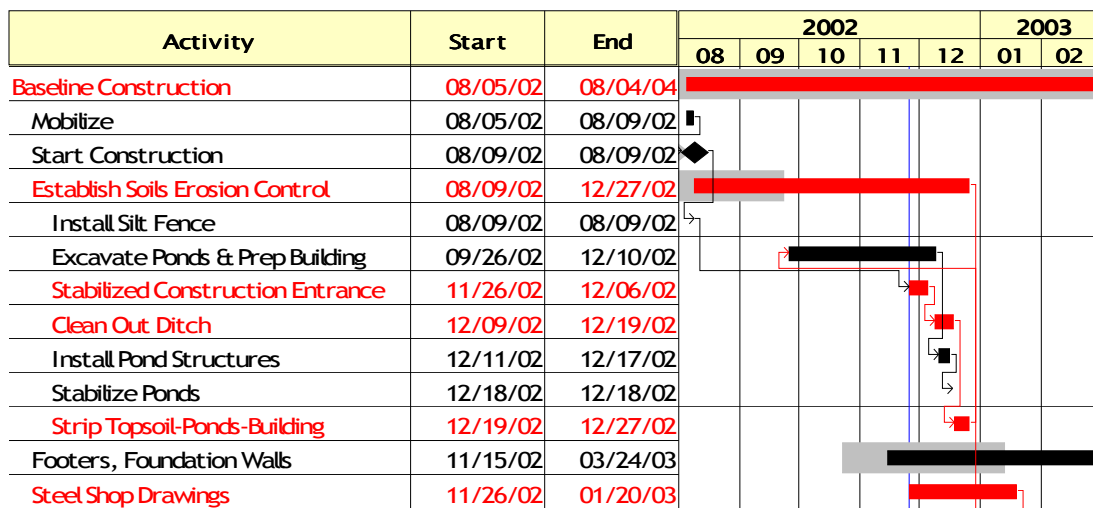 Activity Start End 2002 2003
08 09 10 11 12 01 02
Baseline Construction 08/05/02 08/04/04
Mobilize 08/05/02 08/09/02
Start Construction 08/09/02 08/09/02
Establish Soils Erosion Control 08/09/02 12/27/02
Install Silt Fence 08/09/02 08/09/02
Excavate Ponds & Prep Building 09/26/02 12/10/02
Stabilized Construction Entrance 11/26/02 12/06/02
Clean Out Ditch 12/09/02 12/19/02
Install Pond Structures 12/11/02 12/17/02
Stabilize Ponds 12/18/02 12/18/02
Strip Topsoil-Ponds-Building 12/19/02 12/27/02
Footers, Foundation Walls 11/15/02 03/24/03
Steel Shop Drawings 11/26/02 01/20/03